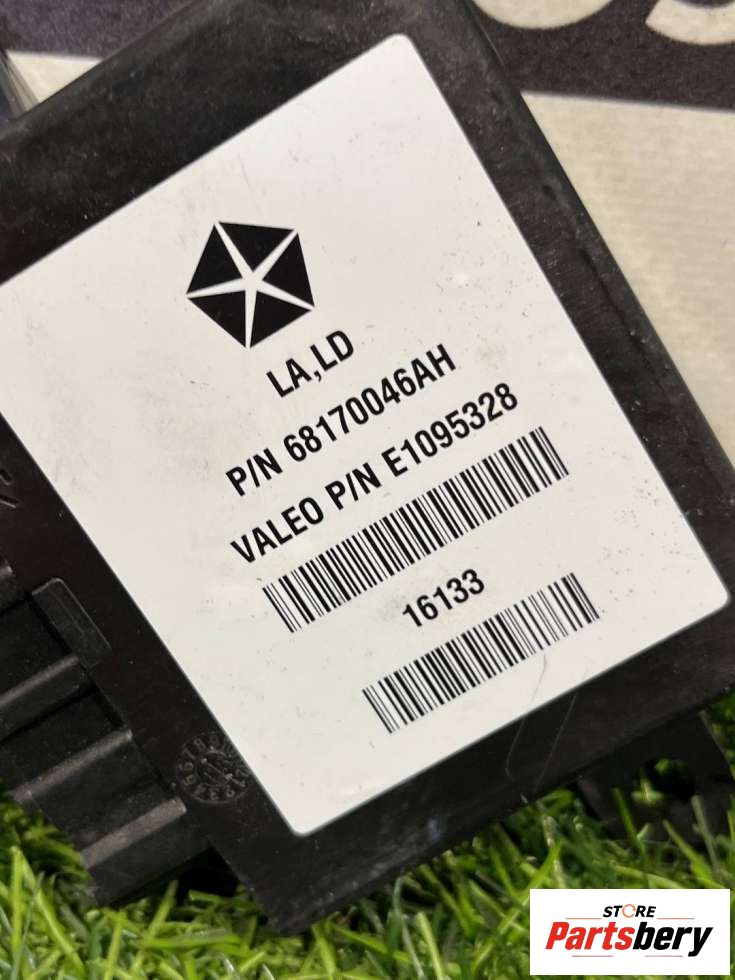 LA,LD
P/N 68170046AH
VALEO P/N E1095328
16133
STORE
Partsbery